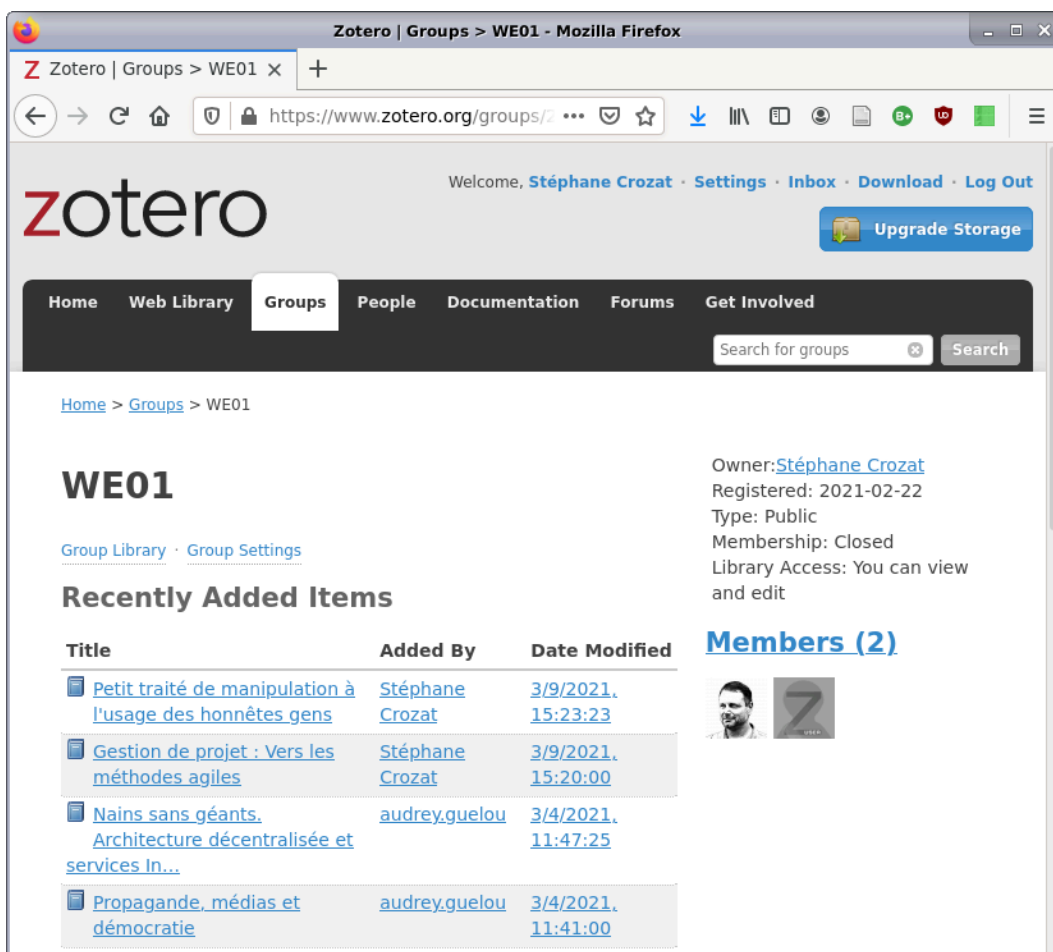 Zotero | Groups > WE01 - Mozilla Firefox
Zotero | Groups > WE01
https://www.zotero.org/groups/2
zotero
Welcome, Stéphane Crozat · Settings · Inbox · Download · Log Out
Upgrade Storage
Home Web Library Groups People Documentation Forums Get Involved
Search for groups Search
Home > Groups > WE01
WE01
Group Library · Group Settings
Recently Added Items
Title Added By Date Modified
Petit traité de manipulation à
l'usage des honnêtes gens
Stéphane
Crozat
3/9/2021,
15:23:23
Gestion de projet : Vers les
méthodes agiles
Stéphane
Crozat
3/9/2021,
15:20:00
Nains sans géants.
Architecture décentralisée et
services In...
audrey.guelou
3/4/2021,
11:47:25
Propagande, médias et
démocratie
audrey.guelou
3/4/2021,
11:41:00
Owner:Stéphane Crozat
Registered: 2021-02-22
Type: Public
Membership: Closed
Library Access: You can view
and edit
Members (2)